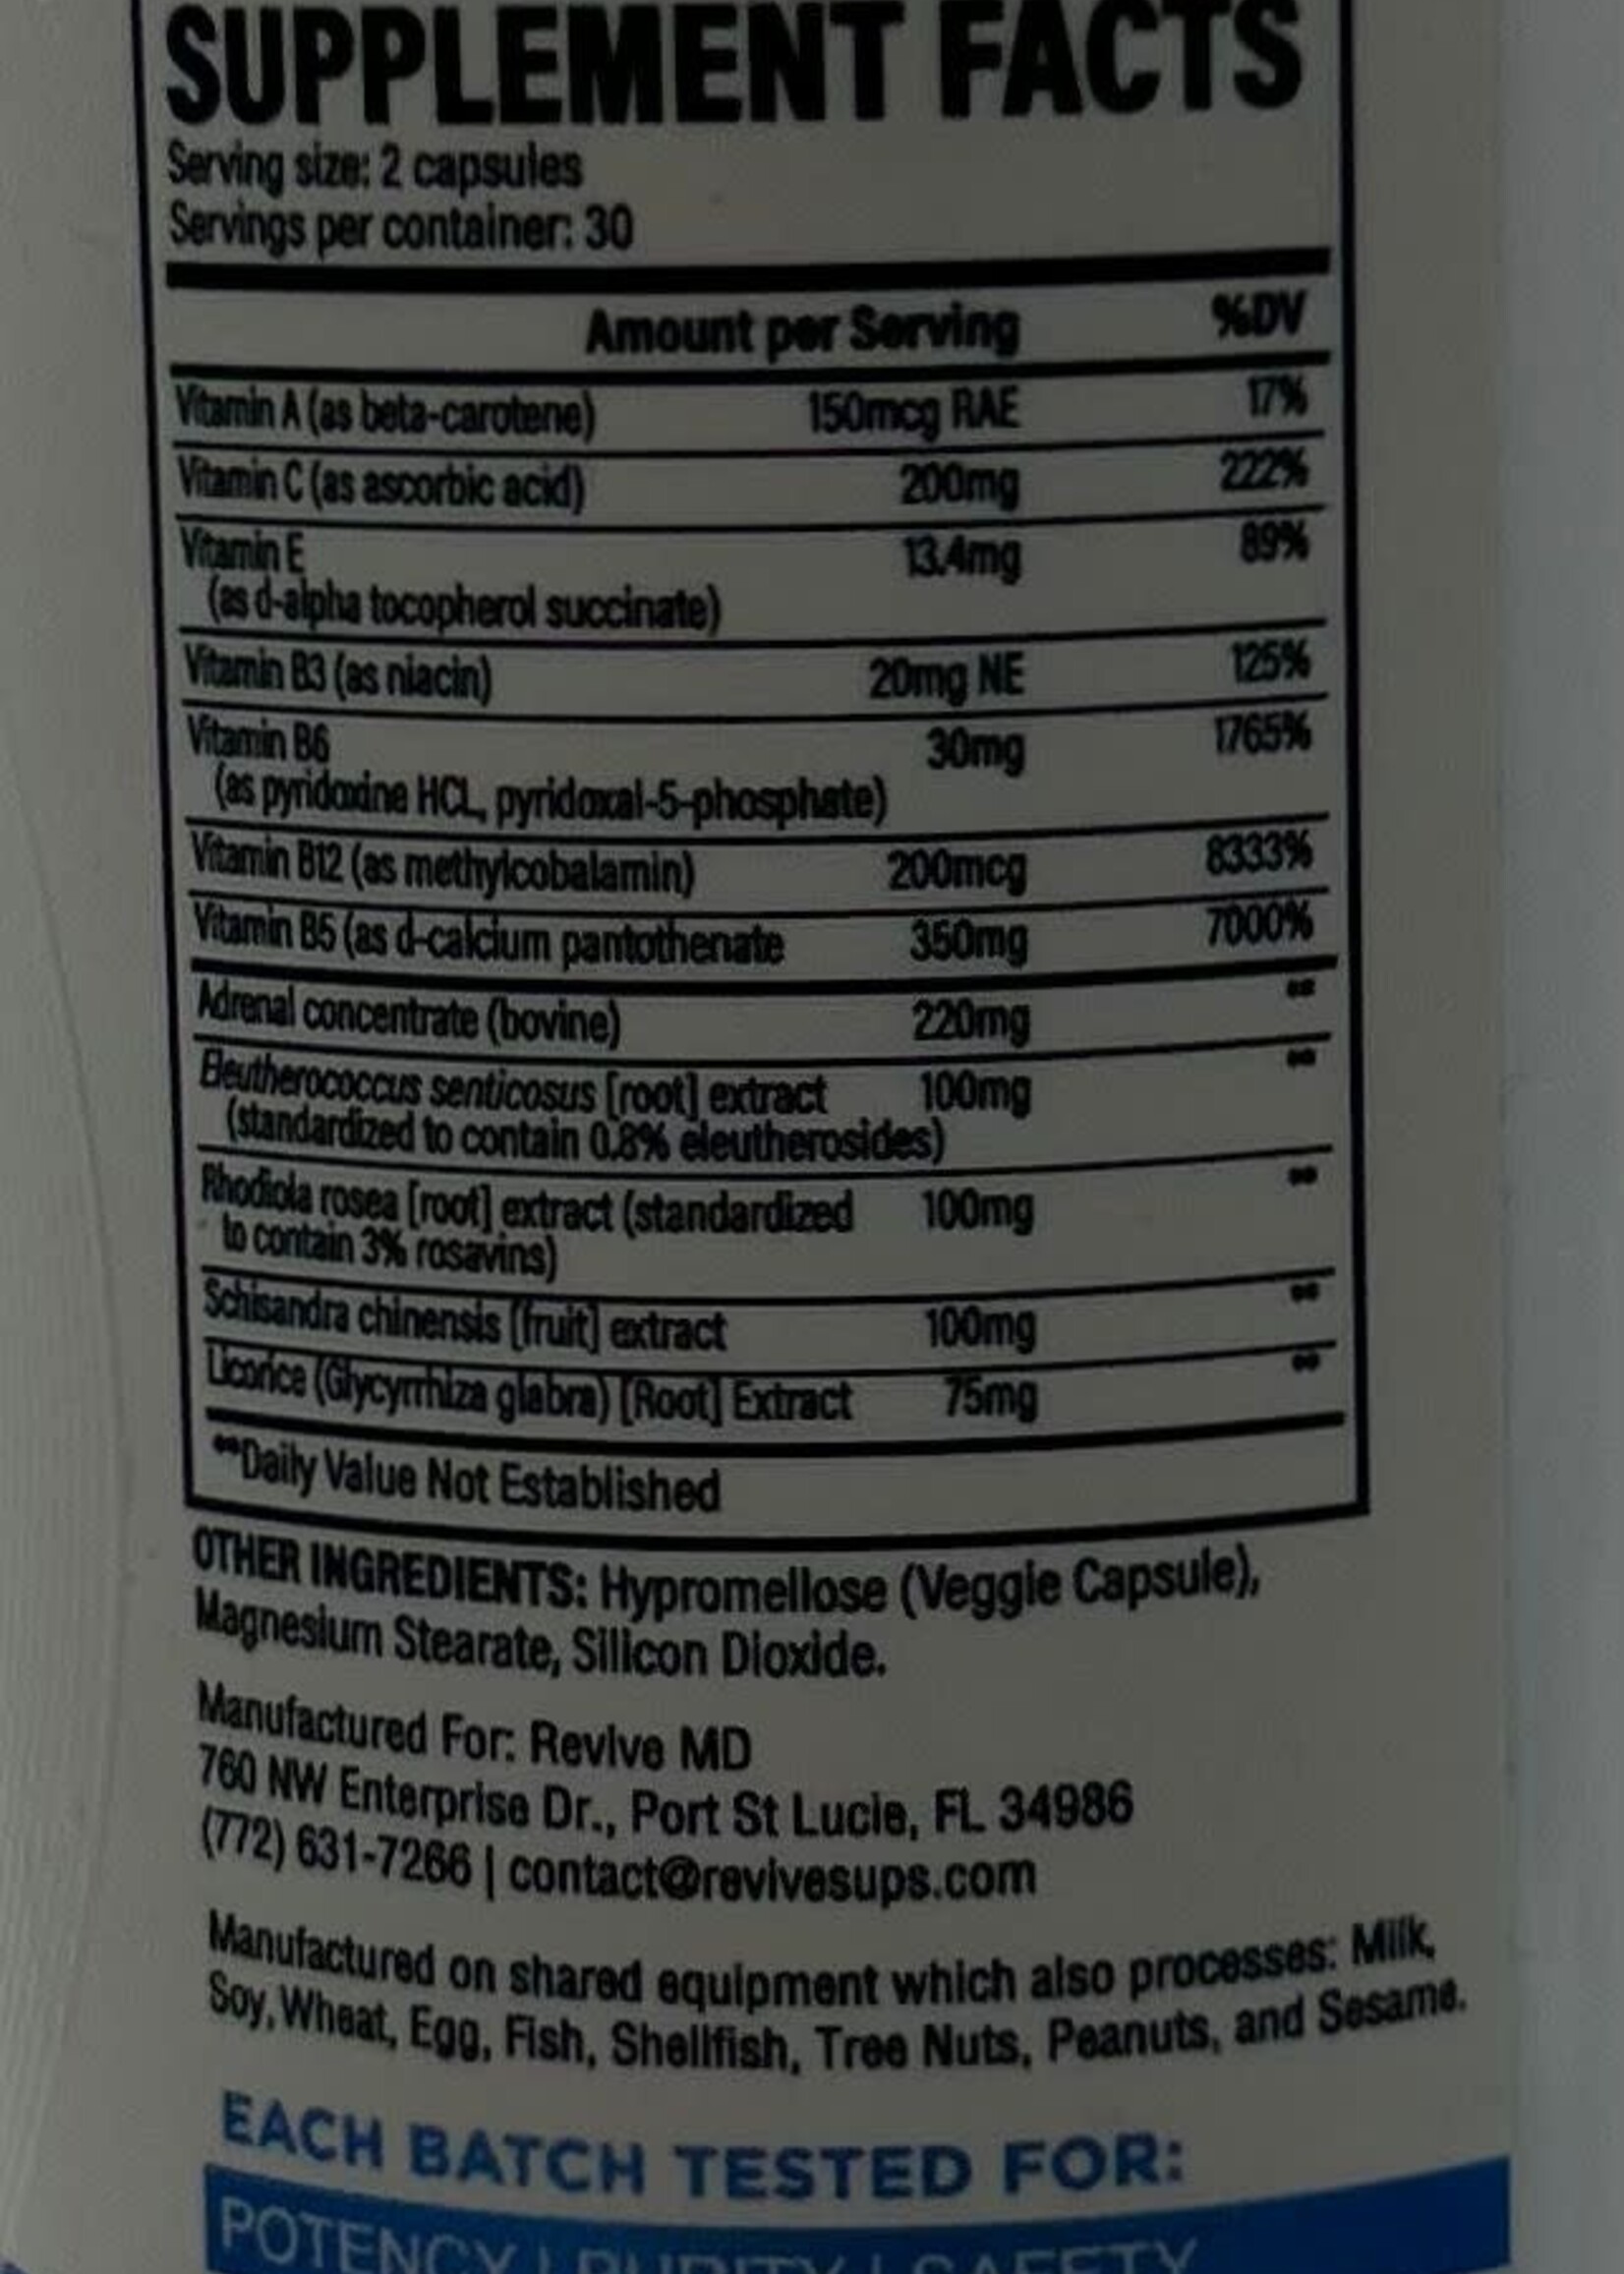 SUPPLEMENT FACTS
Serving size: 2 capsules
Servings per container: 30
Amount per Serving %DV
Vitamin A (as beta-carotene) 150mcg RAE 17%
Vitamin C (as ascorbic acid) 200mg 222%
Vitamin E 13.4mg 89%
(as d-alpha tocopherol succinate)
Vitamin B3 (as niacin) 20mg NE 125%
Vitamin B6 30mg 1765%
(as pyridoxine HCL, pyridoxal-5-phosphate)
Vitamin B12 (as methylcobalamin) 200mcg 8333%
Vitamin B5 (as d-calcium pantothenate 350mg 7000%
Adrenal concentrate (bovine) 220mg **
Eleutherococcus senticosus [root] extract 100mg **
(standardized to contain 0.8% eleutherosides)
Rhodiola rosea [root] extract (standardized 100mg **
to contain 3% rosavins)
Schisandra chinensis [fruit] extract 100mg **
Licorice (Glycyrrhiza glabra) [Root] Extract 75mg **
**Daily Value Not Established
OTHER INGREDIENTS: Hypromellose (Veggie Capsule),
Magnesium Stearate, Silicon Dioxide.
Manufactured For: Revive MD
760 NW Enterprise Dr., Port St Lucie, FL 34986
(772) 631-7266 | contact@revivesups.com
Manufactured on shared equipment which also processes: Milk,
Soy, Wheat, Egg, Fish, Shellfish, Tree Nuts, Peanuts, and Sesame.
EACH BATCH TESTED FOR:
POTENCY | PURITY | SAFETY